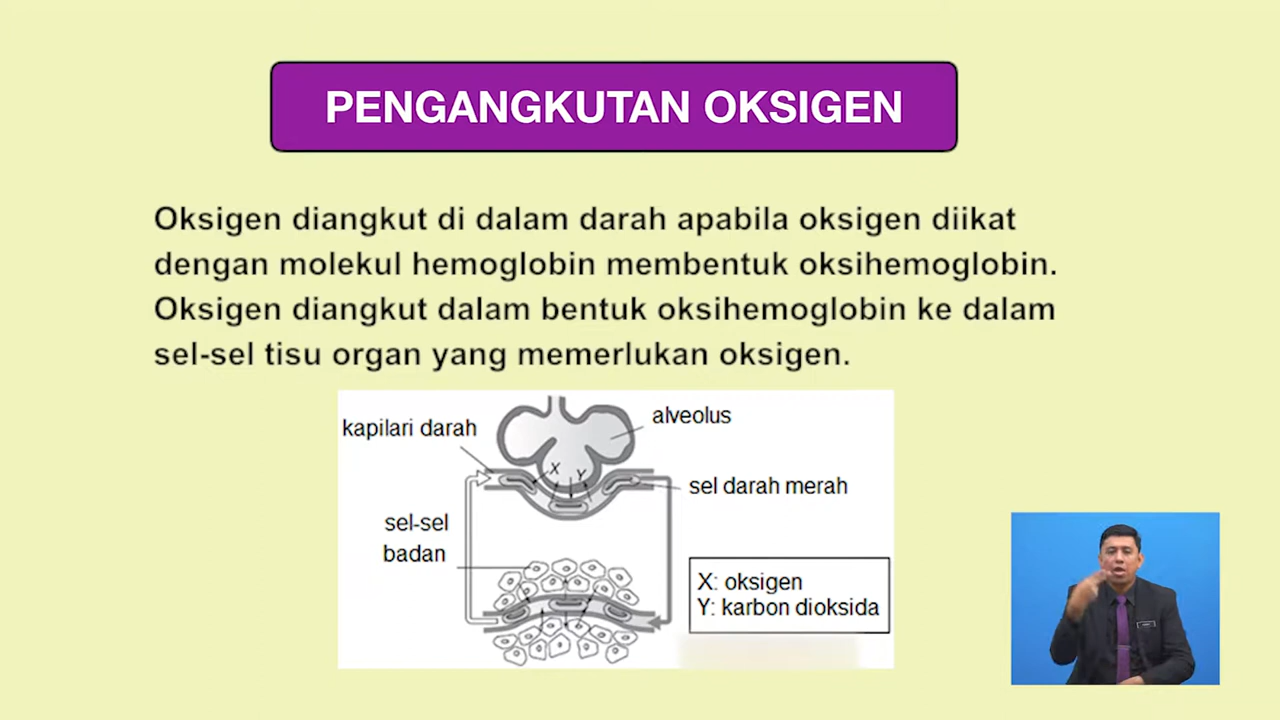 PENGANGKUTAN OKSIGEN
Oksigen diangkut di dalam darah apabila oksigen diikat
dengan molekul hemoglobin membentuk oksihemoglobin.
Oksigen diangkut dalam bentuk oksihemoglobin ke dalam
sel-sel tisu organ yang memerlukan oksigen.
alveolus
kapilari darah
X
Y
sel darah merah
sel-sel
badan
X: oksigen
Y: karbon dioksida